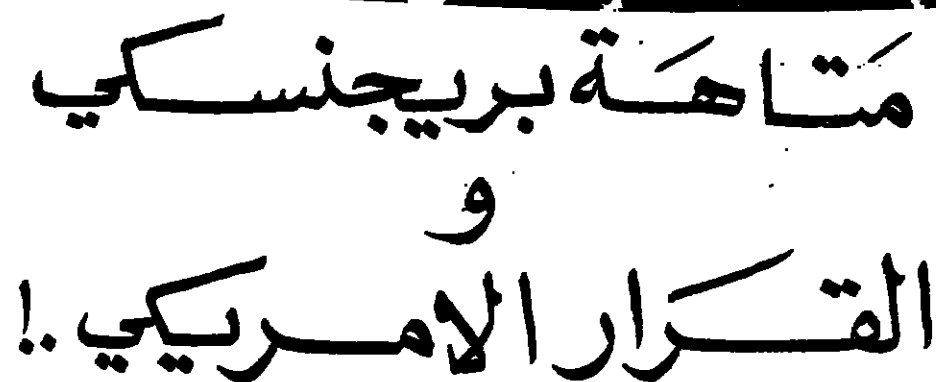 مَتاهَة بريجنسكي
و
القَرار الامريكي ..!